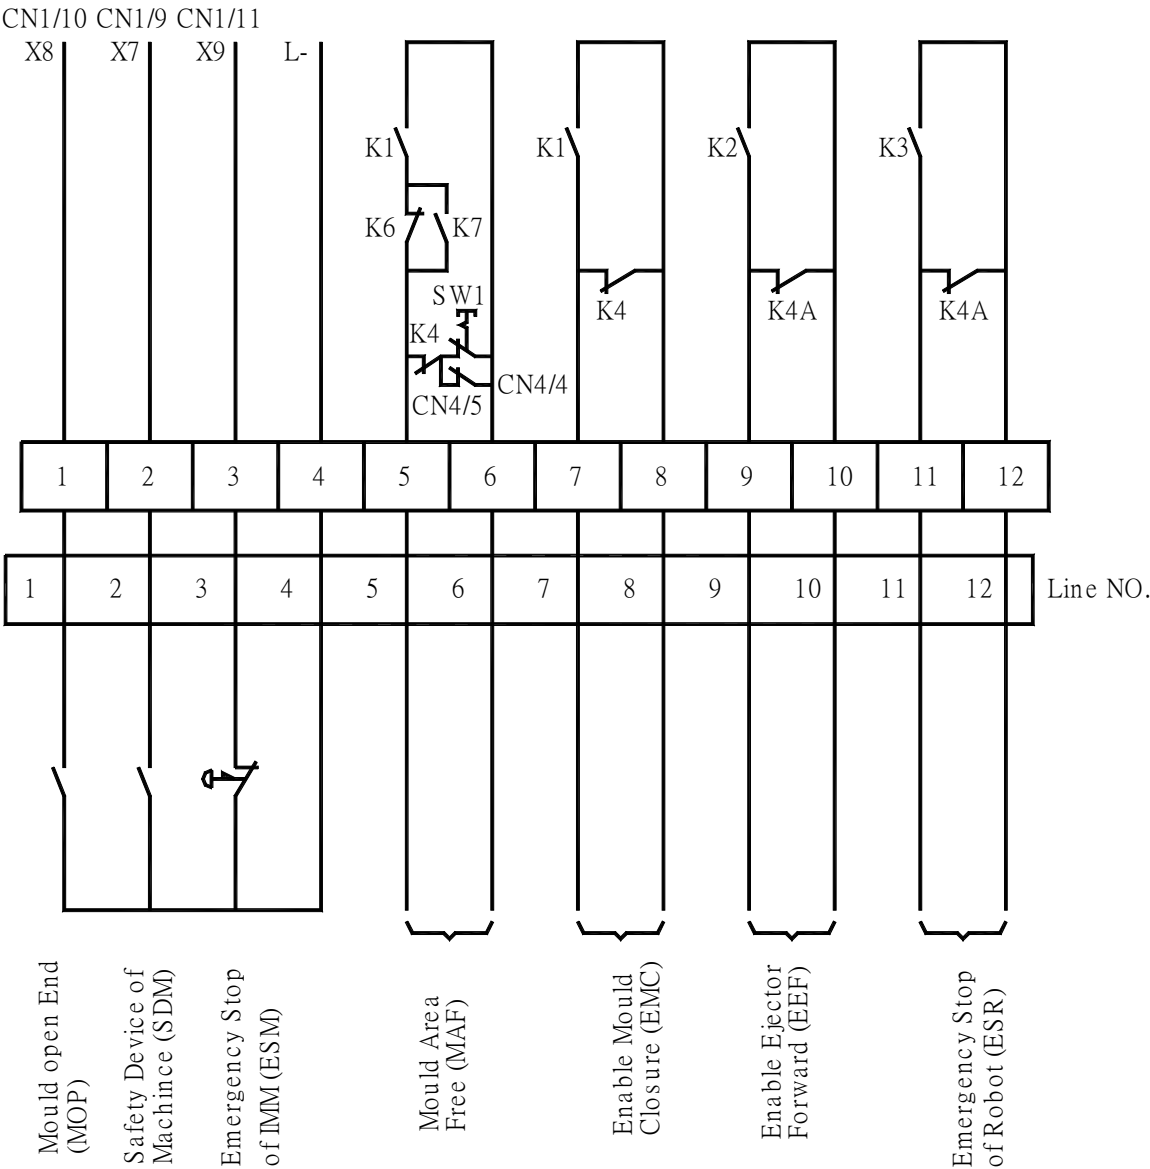 CN1/10 CN1/9 CN1/11
X8 X7 X9 L-
K1 K1 K2 K3
K6 K7
SW1
K4 K4 K4A K4A
CN4/4
CN4/5
1 2 3 4 5 6 7 8 9 10 11 12
1 2 3 4 5 6 7 8 9 10 11 12 Line NO.
Mould open End
(MOP)
Safety Device of
Machince (SDM)
Emergency Stop
of IMM (ESM)
Mould Area
Free (MAF)
Enable Mould
Closure (EMC)
Enable Ejector
Forward (EEF)
Emergency Stop
of Robot (ESR)